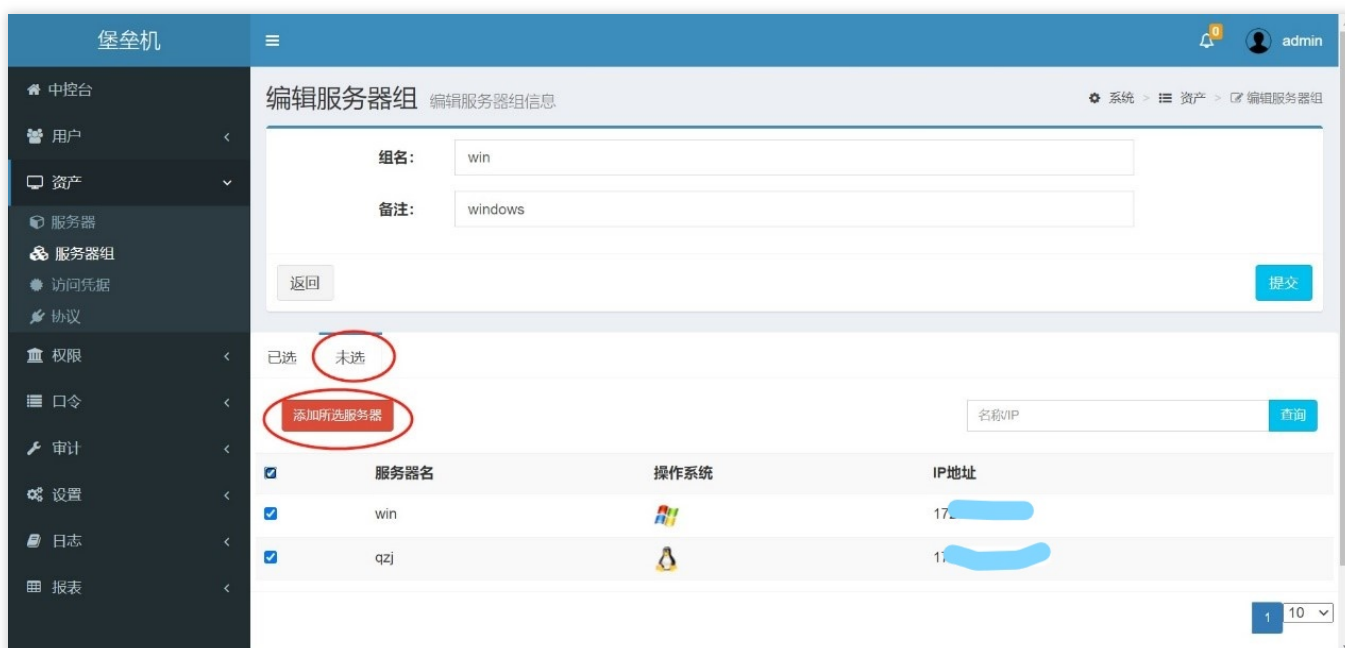 堡垒机
0
admin
中控台
编辑服务器组 编辑服务器组信息
系统 > 资产 > 编辑服务器组
用户
资产
服务器
服务器组
访问凭据
协议
权限
口令
审计
设置
日志
报表
组名: win
备注: windows
返回
提交
已选 未选
添加所选服务器
名称/IP
查询
服务器名 操作系统 IP地址
win 17
qzj 17
1 10